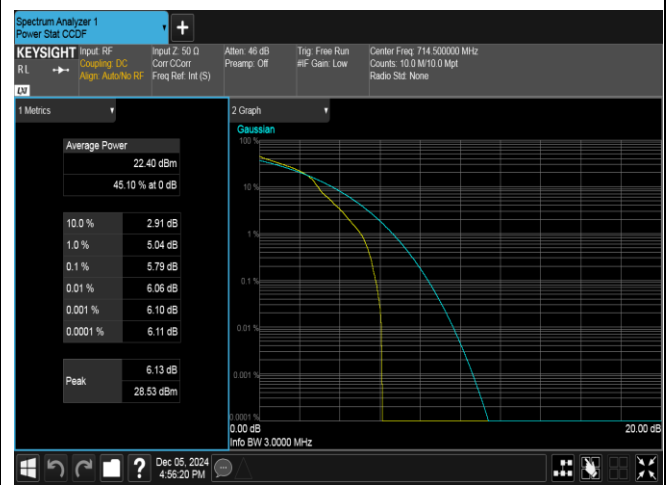 Spectrum Analyzer 1
Power Stat CCDF
+
KEYSIGHT Input: RF Input Z: 50 Ω Atten: 46 dB Trig: Free Run Center Freq: 714.500000 MHz
RL Coupling: DC Corr CCorr Preamp: Off #IF Gain: Low Counts: 10.0 M/10.0 Mpt
Align: Auto/No RF Freq Ref: Int (S) Radio Std: None
LXI
1 Metrics
Average Power
22.40 dBm
45.10 % at 0 dB
10.0 % 2.91 dB
1.0 % 5.04 dB
0.1 % 5.79 dB
0.01 % 6.06 dB
0.001 % 6.10 dB
0.0001 % 6.11 dB
Peak 6.13 dB
28.53 dBm
2 Graph
Gaussian
100 %
10 %
1 %
0.1 %
0.01 %
0.001 %
0.0001 %
0.00 dB 20.00 dB
Info BW 3.0000 MHz
? Dec 05, 2024
4:56:20 PM